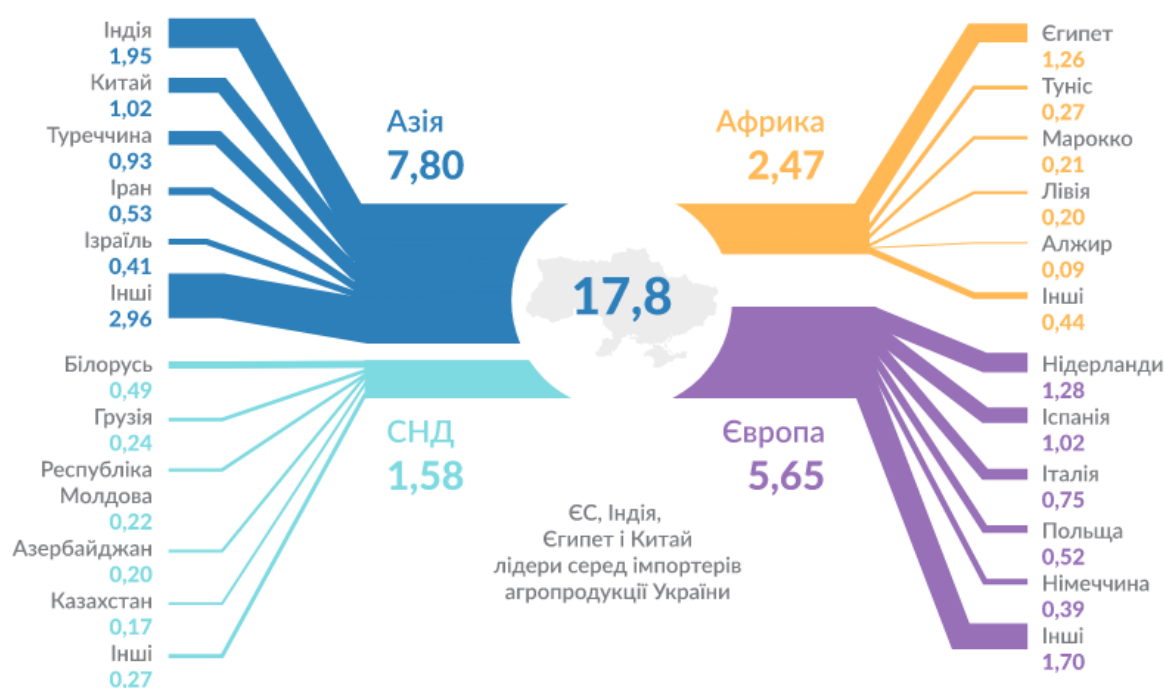 Індія
1,95
Китай
1,02
Туреччина
0,93
Іран
0,53
Ізраїль
0,41
Інші
2,96
Азія
7,80
Білорусь
0,49
Грузія
0,24
Республіка
Молдова
0,22
Азербайджан
0,20
Казахстан
0,17
Інші
0,27
СНД
1,58
17,8
Африка
2,47
Єгипет
1,26
Туніс
0,27
Марокко
0,21
Лівія
0,20
Алжир
0,09
Інші
0,44
Європа
5,65
Нідерланди
1,28
Іспанія
1,02
Італія
0,75
Польща
0,52
Німеччина
0,39
Інші
1,70
ЄС, Індія,
Єгипет і Китай
лідери серед імпортерів
агропродукції України